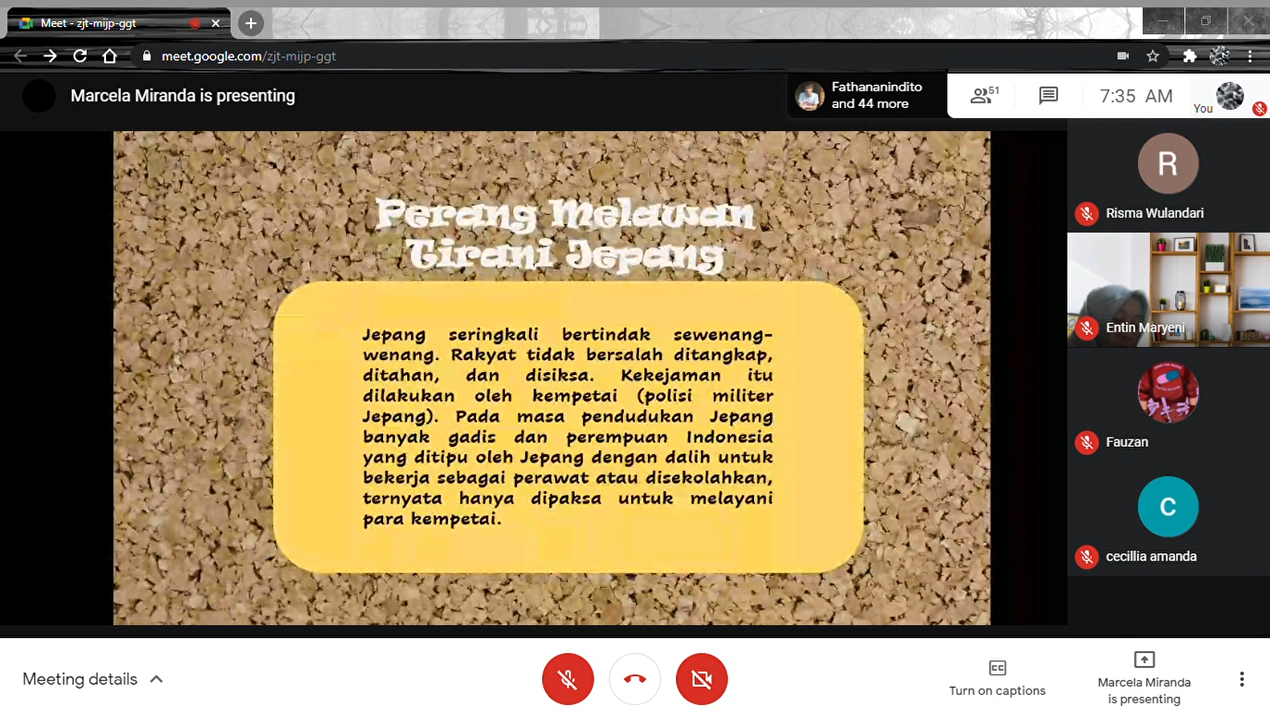 Meet - zjt-mijp-ggt
meet.google.com/zjt-mijp-ggt
Marcela Miranda is presenting
Fathananindito
and 44 more
51
7:35 AM
You
Perang Melawan
Tirani Jepang
Jepang seringkali bertindak sewenang-
wenang. Rakyat tidak bersalah ditangkap,
ditahan, dan disiksa. Kekejaman itu
dilakukan oleh kempetai (polisi militer
Jepang). Pada masa pendudukan Jepang
banyak gadis dan perempuan Indonesia
yang ditipu oleh Jepang dengan dalih untuk
bekerja sebagai perawat atau disekolahkan,
ternyata hanya dipaksa untuk melayani
para kempetai.
R
Risma Wulandari
Entin Maryeni
Fauzan
C
cecillia amanda
Meeting details
CC
Turn on captions
Marcela Miranda
is presenting